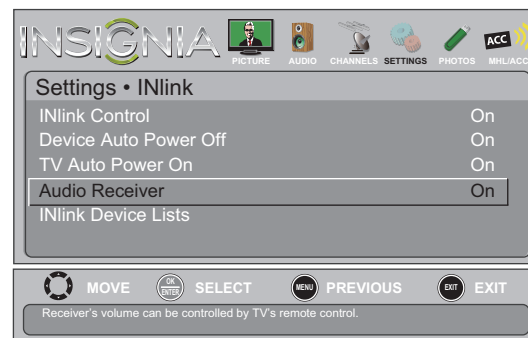 INSIGNIA
PICTURE AUDIO CHANNELS SETTINGS PHOTOS MHL/ACC
ACC
Settings • INlink
INlink Control On
Device Auto Power Off On
TV Auto Power On On
Audio Receiver On
INlink Device Lists
MOVE OK ENTER SELECT MENU PREVIOUS EXIT EXIT
Receiver's volume can be controlled by TV's remote control.